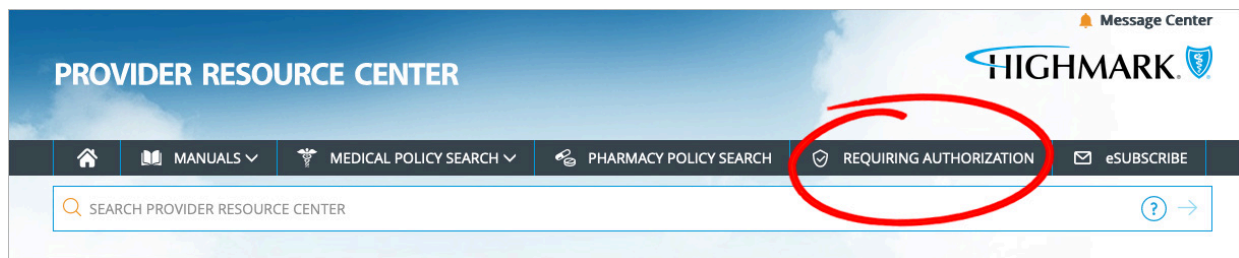 Message Center
PROVIDER RESOURCE CENTER
HIGHMARK.
MANUALS MEDICAL POLICY SEARCH PHARMACY POLICY SEARCH REQUIRING AUTHORIZATION eSUBSCRIBE
SEARCH PROVIDER RESOURCE CENTER ?